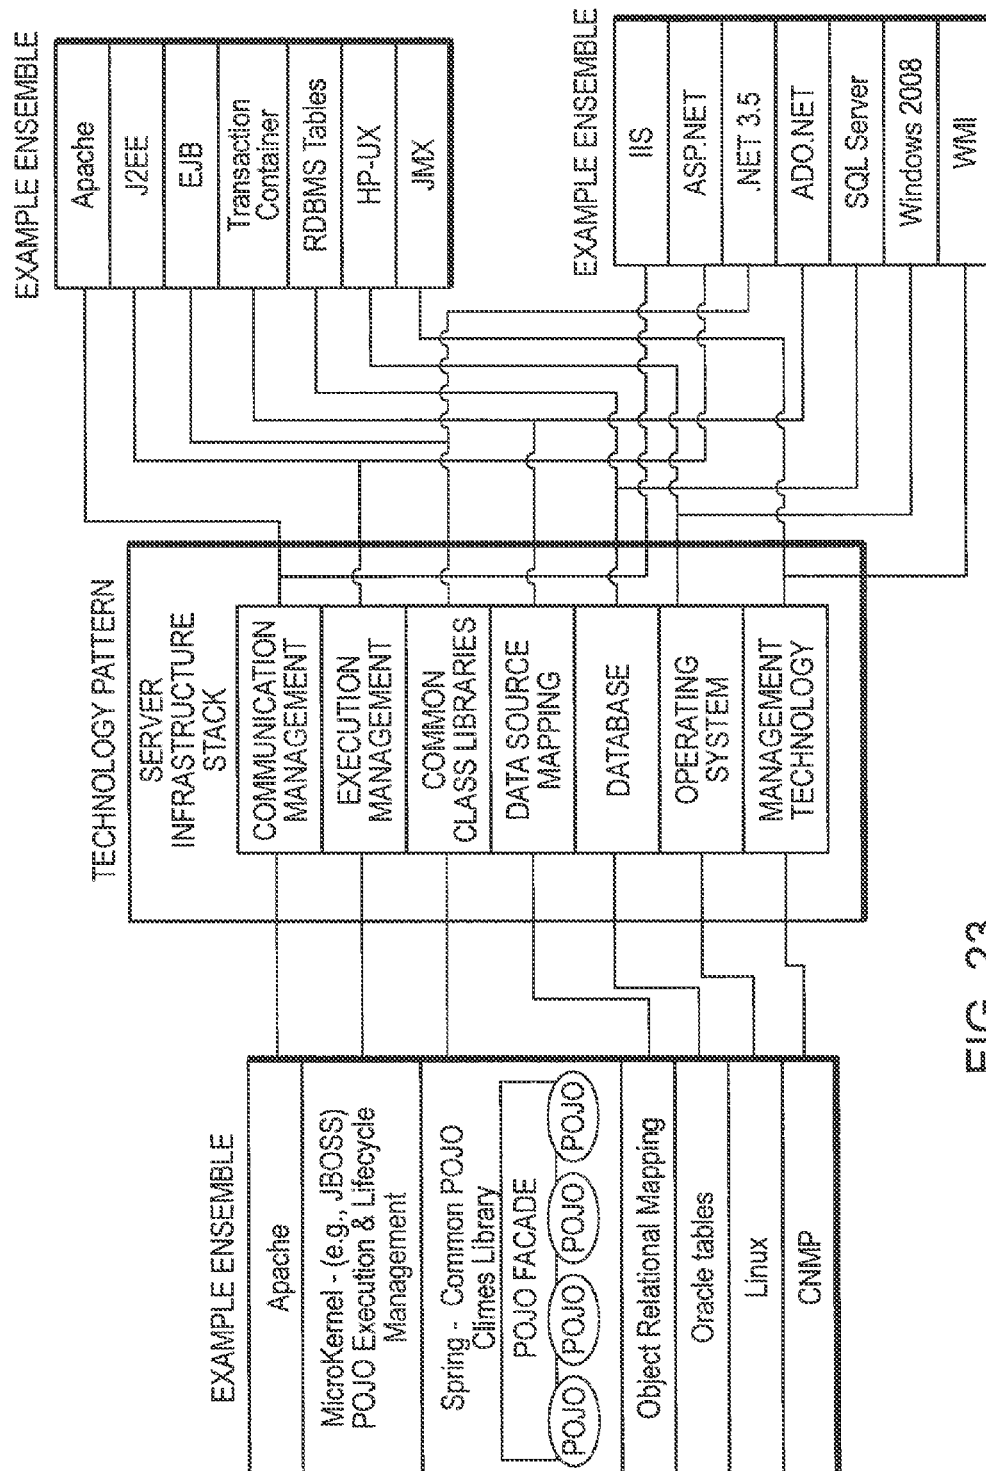 EXAMPLE ENSEMBLE
Apache
MicroKernel - (e.g., JBOSS)
POJO Execution & Lifecycle
Management
Spring - Common POJO
Climes Library
POJO FACADE
POJO
POJO
POJO
POJO
Object Relational Mapping
Oracle tables
Linux
CNMP
TECHNOLOGY PATTERN
SERVER
INFRASTRUCTURE
STACK
COMMUNICATION
MANAGEMENT
EXECUTION
MANAGEMENT
COMMON
CLASS LIBRARIES
DATA SOURCE
MAPPING
DATABASE
OPERATING
SYSTEM
MANAGEMENT
TECHNOLOGY
EXAMPLE ENSEMBLE
Apache
J2EE
EJB
Transaction
Container
RDBMS Tables
HP-UX
JMX
EXAMPLE ENSEMBLE
IIS
ASP.NET
.NET 3.5
ADO.NET
SQL Server
Windows 2008
WMI
FIG. 23